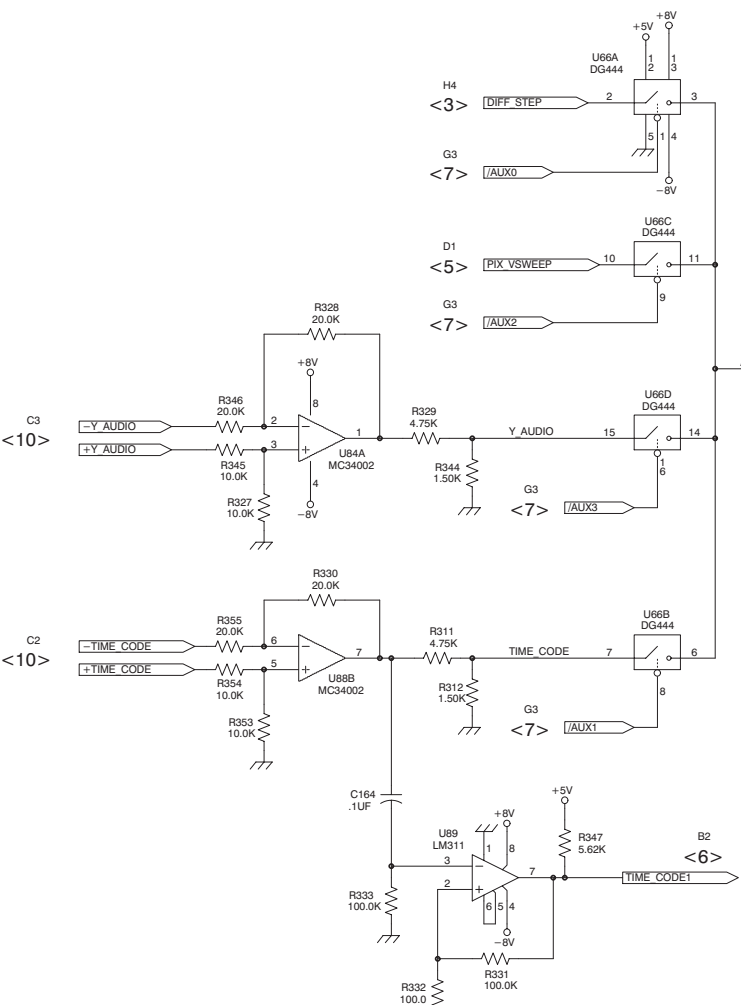 +8V
+5V
U66A
DG444
1
2
1
3
H4
<3>
DIFF_STEP
2
3
5
1
4
G3
<7>
/AUX0
−8V
U66C
DG444
D1
<5>
PIX_VSWEEP
10
11
9
G3
<7>
/AUX2
R328
20.0K
+8V
8
R346
20.0K
R329
4.75K
U66D
DG444
C3
<10>
−Y_AUDIO
2
−
1
Y_AUDIO
15
14
+Y_AUDIO
3
+
R345
10.0K
U84A
MC34002
R344
1.50K
1
6
4
R327
10.0K
−8V
G3
<7>
/AUX3
R330
20.0K
R355
20.0K
R311
4.75K
U66B
DG444
C2
<10>
−TIME_CODE
6
−
7
TIME_CODE
7
6
+TIME_CODE
5
+
R354
10.0K
U88B
MC34002
R312
1.50K
8
R353
10.0K
G3
<7>
/AUX1
C164
.1UF
+5V
+8V
U89
LM311
1
8
R347
5.62K
B2
<6>
3
−
7
TIME_CODE1
2
+
R333
100.0K
6
5
4
−8V
R331
100.0K
R332
100.0